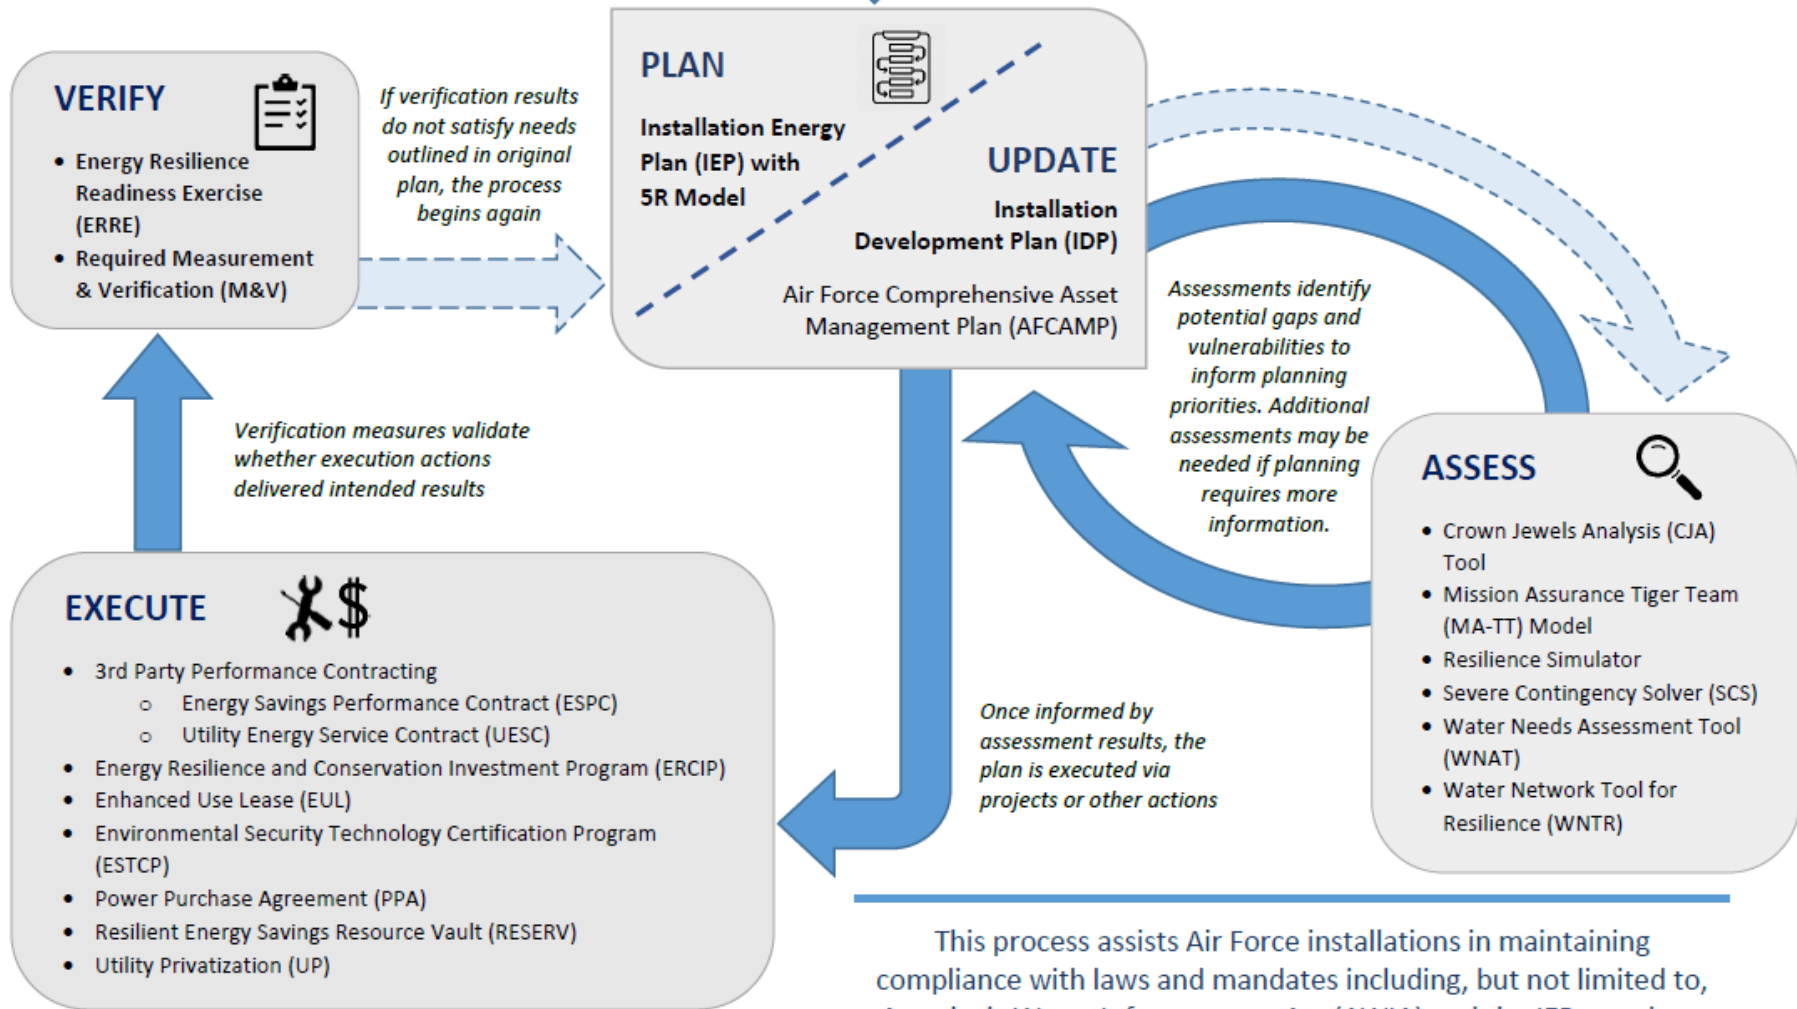 VERIFY
• Energy Resilience
Readiness Exercise
(ERRE)
• Required Measurement
& Verification (M&V)
If verification results
do not satisfy needs
outlined in original
plan, the process
begins again
PLAN
Installation Energy
Plan (IEP) with
5R Model
UPDATE
Installation
Development Plan (IDP)
Air Force Comprehensive Asset
Management Plan (AFCAMP)
Assessments identify
potential gaps and
vulnerabilities to
inform planning
priorities. Additional
assessments may be
needed if planning
requires more
information.
ASSESS
• Crown Jewels Analysis (CJA)
Tool
• Mission Assurance Tiger Team
(MA-TT) Model
• Resilience Simulator
• Severe Contingency Solver (SCS)
• Water Needs Assessment Tool
(WNAT)
• Water Network Tool for
Resilience (WNTR)
Verification measures validate
whether execution actions
delivered intended results
EXECUTE
$
• 3rd Party Performance Contracting
o Energy Savings Performance Contract (ESPC)
o Utility Energy Service Contract (UESC)
• Energy Resilience and Conservation Investment Program (ERCIP)
• Enhanced Use Lease (EUL)
• Environmental Security Technology Certification Program
(ESTCP)
• Power Purchase Agreement (PPA)
• Resilient Energy Savings Resource Vault (RESERV)
• Utility Privatization (UP)
Once informed by
assessment results, the
plan is executed via
projects or other actions
This process assists Air Force installations in maintaining
compliance with laws and mandates including, but not limited to,